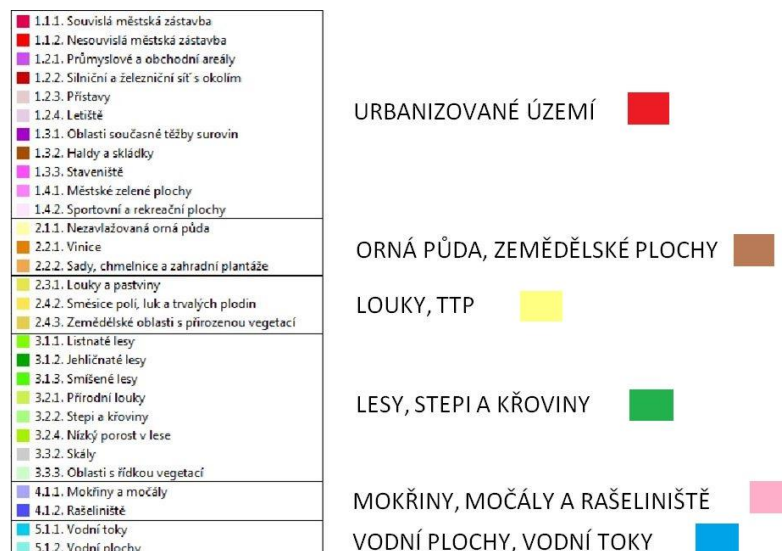 1.1.1. Souvislá městská zástavba
1.1.2. Nesouvislá městská zástavba
1.2.1. Průmyslové a obchodní areály
1.2.2. Silniční a železniční síť s okolím
1.2.3. Přístavy
1.2.4. Letiště
1.3.1. Oblasti současné těžby surovin
1.3.2. Haldy a skládky
1.3.3. Staveniště
1.4.1. Městské zelené plochy
1.4.2. Sportovní a rekreační plochy
URBANIZOVANÉ ÚZEMÍ
2.1.1. Nezavlažovaná orná půda
2.2.1. Vinice
2.2.2. Sady, chmelnice a zahradní plantáže
ORNÁ PŮDA, ZEMĚDĚLSKÉ PLOCHY
2.3.1. Louky a pastviny
2.4.2. Směsice polí, luk a trvalých plodin
2.4.3. Zemědělské oblasti s přirozenou vegetací
LOUKY, TTP
3.1.1. Listnaté lesy
3.1.2. Jehličnaté lesy
3.1.3. Smíšené lesy
3.2.1. Přírodní louky
3.2.2. Stepi a křoviny
3.2.4. Nízký porost v lese
3.3.2. Skály
3.3.3. Oblasti s řídkou vegetací
LESY, STEPI A KŘOVINY
4.1.1. Mokřiny a močály
4.1.2. Rašeliniště
MOKŘINY, MOČÁLY A RAŠELINIŠTĚ
5.1.1. Vodní toky
5.1.2. Vodní plochy
VODNÍ PLOCHY, VODNÍ TOKY